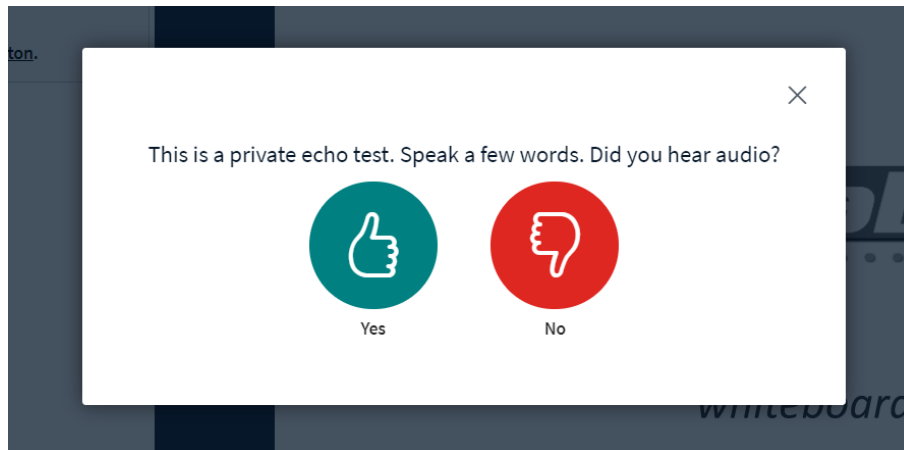 ton.
This is a private echo test. Speak a few words. Did you hear audio?
Yes
No
whiteboard